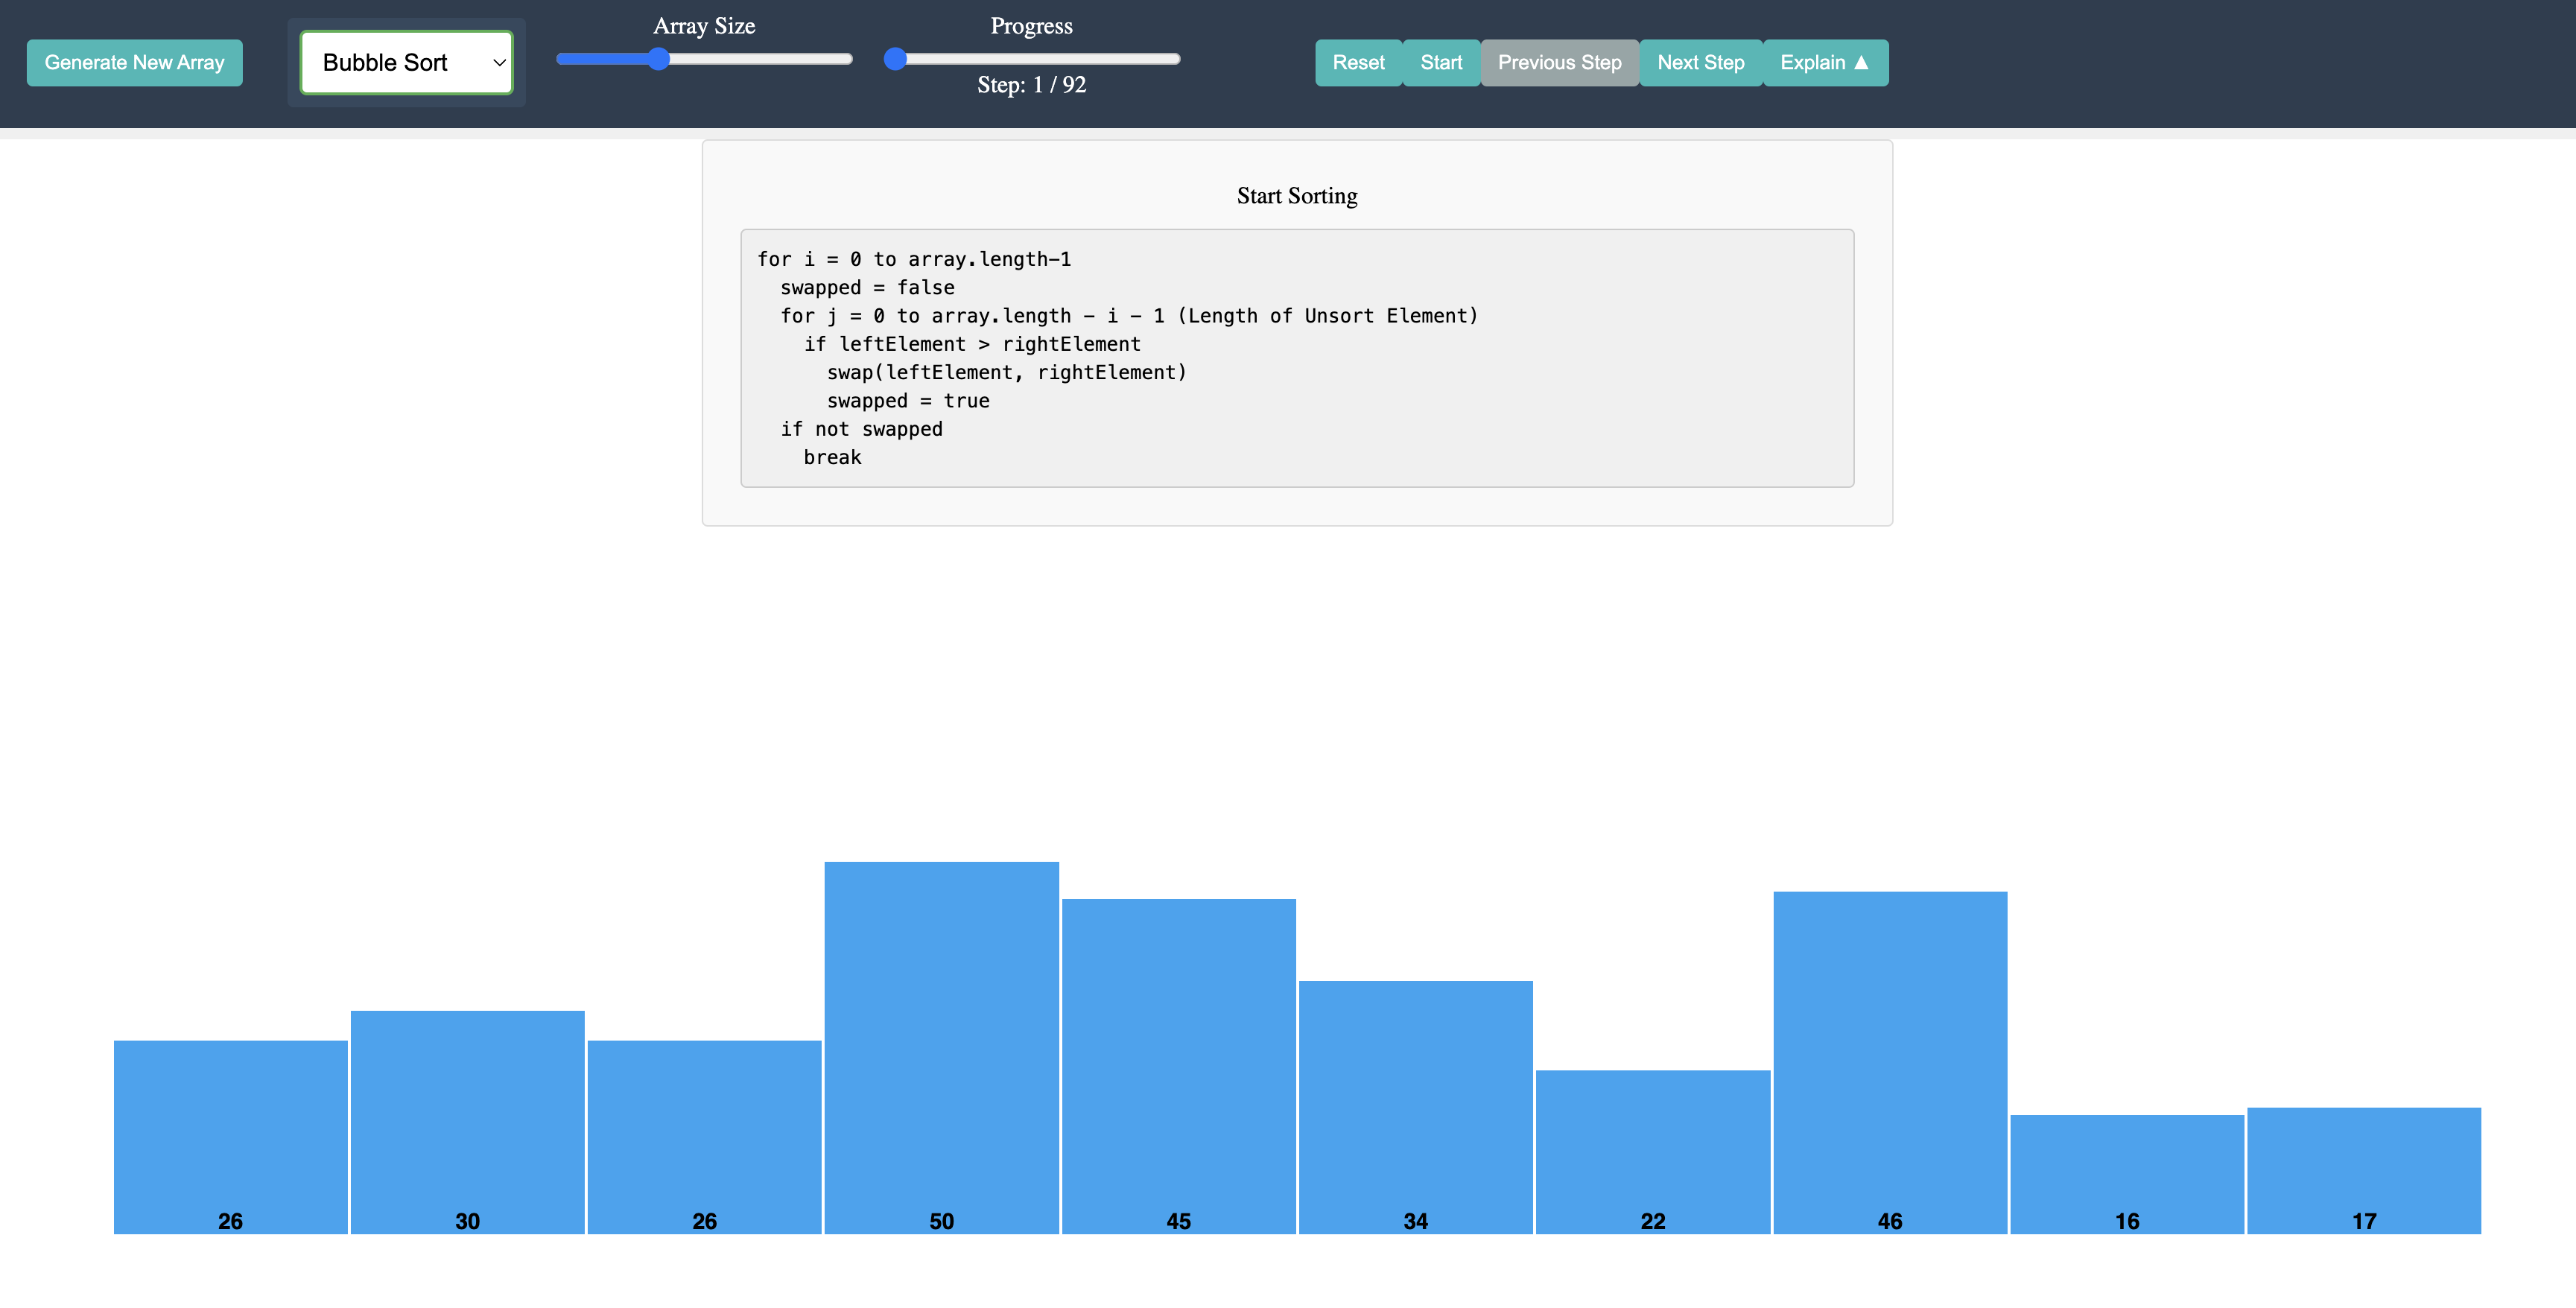 Generate New Array
Bubble Sort
Array Size
Progress
Step: 1 / 92
Reset
Start
Previous Step
Next Step
Explain ▲
Start Sorting
for i = 0 to array.length-1
  swapped = false
  for j = 0 to array.length - i - 1 (Length of Unsort Element)
    if leftElement > rightElement
      swap(leftElement, rightElement)
      swapped = true
  if not swapped
    break
26 30 26 50 45 34 22 46 16 17